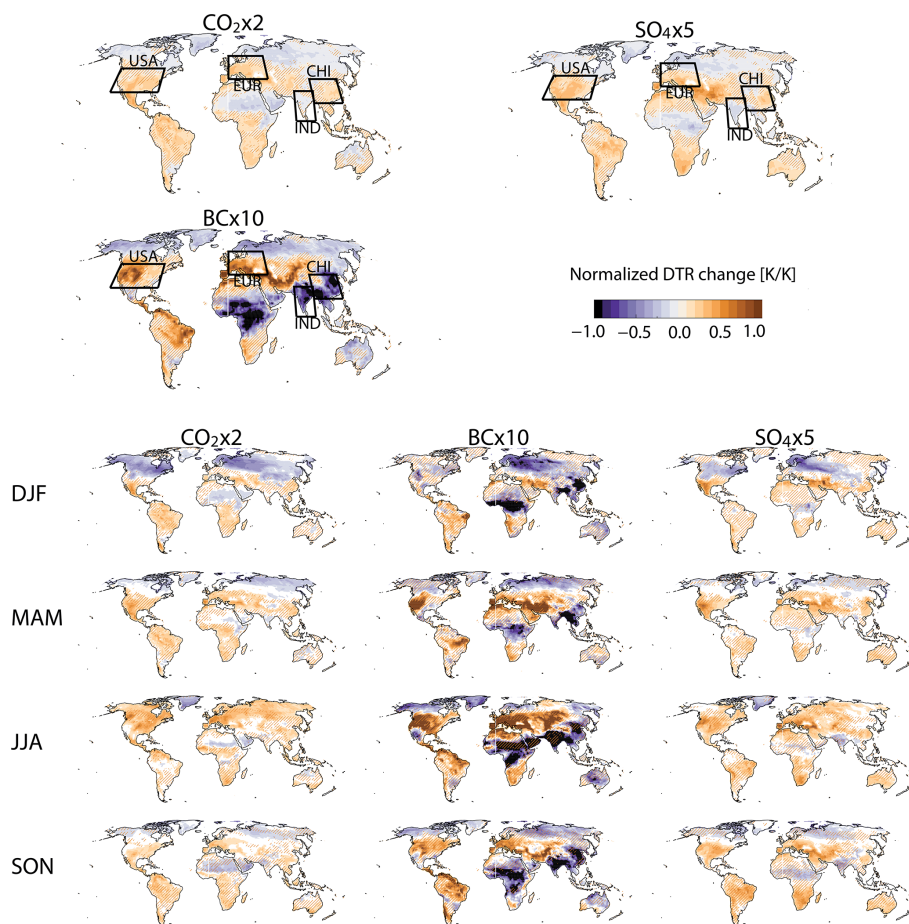 CO₂x2
SO₄x5
USA
EUR
CHI
IND
USA
EUR
CHI
IND
BCx10
USA
EUR
CHI
IND
Normalized DTR change [K/K]
−1.0 −0.5 0.0 0.5 1.0
CO₂x2 BCx10 SO₄x5
DJF
MAM
JJA
SON